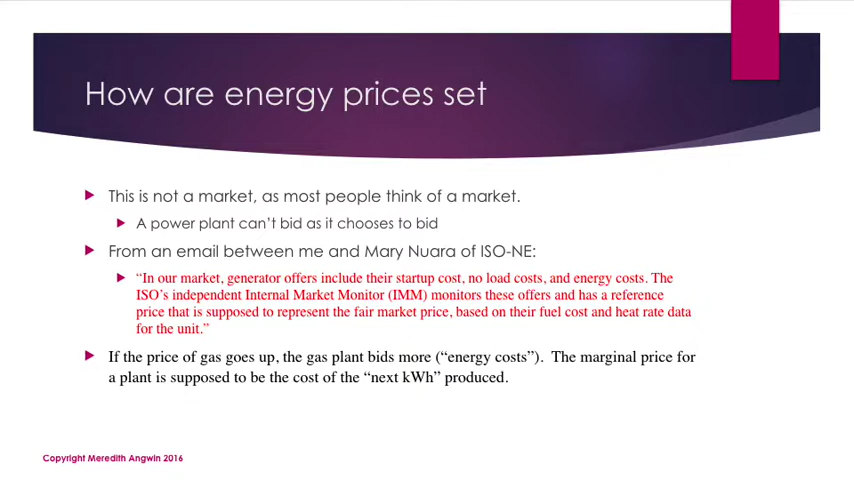 How are energy prices set
This is not a market, as most people think of a market.
A power plant can’t bid as it chooses to bid
From an email between me and Mary Nuara of ISO-NE:
“In our market, generator offers include their startup cost, no load costs, and energy costs. The
ISO’s independent Internal Market Monitor (IMM) monitors these offers and has a reference
price that is supposed to represent the fair market price, based on their fuel cost and heat rate data
for the unit.”
If the price of gas goes up, the gas plant bids more (“energy costs”).  The marginal price for
a plant is supposed to be the cost of the “next kWh” produced.
Copyright Meredith Angwin 2016